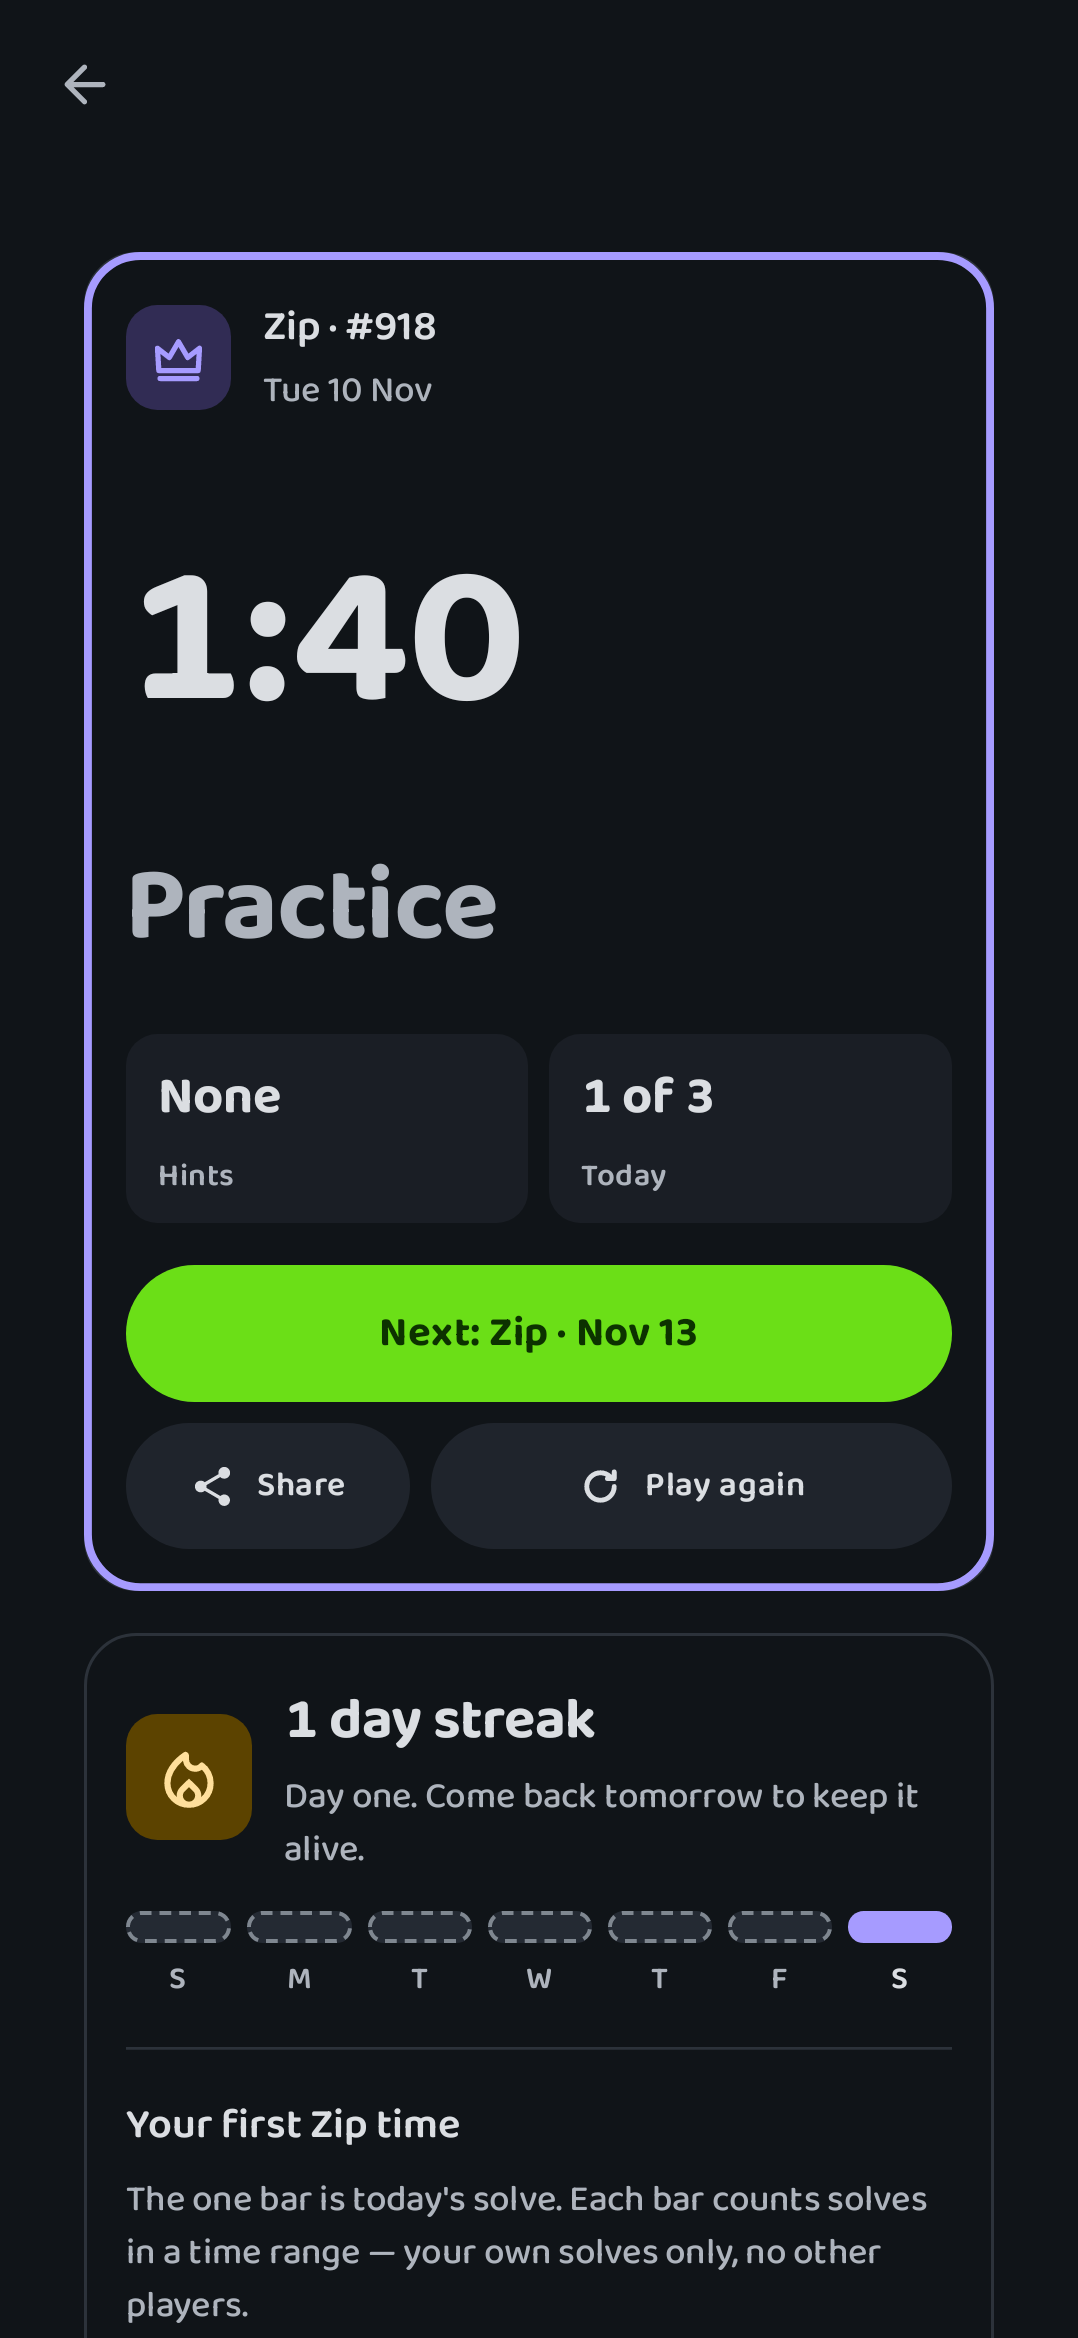 Zip · #918
Tue 10 Nov
1:40
Practice
None
Hints
1 of 3
Today
Next: Zip · Nov 13
Share
Play again
1 day streak
Day one. Come back tomorrow to keep it
alive.
S M T W T F S
Your first Zip time
The one bar is today's solve. Each bar counts solves
in a time range — your own solves only, no other
players.